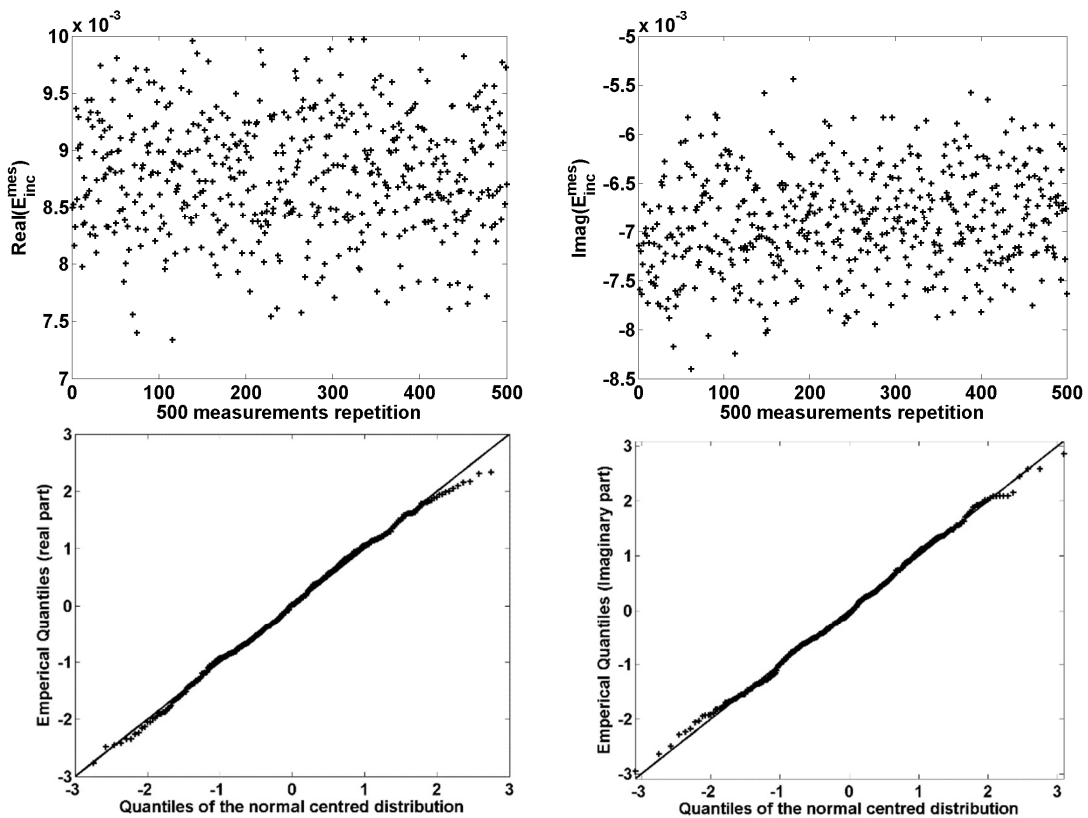 x 10^-3
10
9.5
9
8.5
8
7.5
7
Real(E_inc^mes)
0 100 200 300 400 500
500 measurements repetition
x 10^-3
-5
-5.5
-6
-6.5
-7
-7.5
-8
-8.5
Imag(E_inc^mes)
0 100 200 300 400 500
500 measurements repetition
3
2
1
0
-1
-2
-3
Emperical Quantiles (real part)
-3 -2 -1 0 1 2 3
Quantiles of the normal centred distribution
3
2
1
0
-1
-2
-3
Emperical Quantiles (Imaginary part)
-3 -2 -1 0 1 2 3
Quantiles of the normal centred distribution